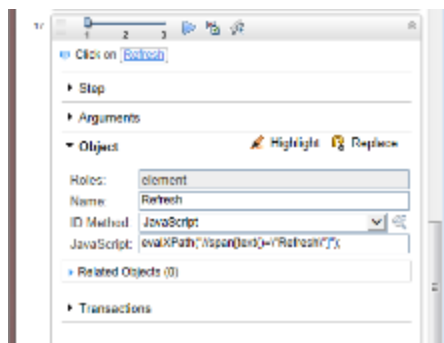 17
1 2 3
Click on [Refresh]
Step
Arguments
Object Highlight Replace
Roles: element
Name: Refresh
ID Method JavaScript
JavaScript: evalXPath("//span[text()=\"Refresh\"]");
Related Objects (0)
Transactions